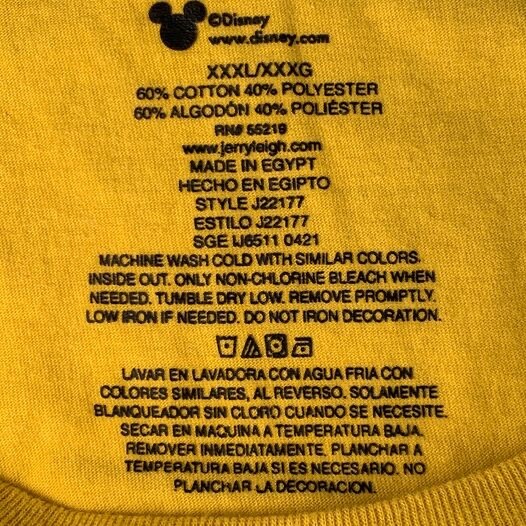 ©Disney
www.disney.com
XXXL/XXXG
60% COTTON 40% POLYESTER
60% ALGODÓN 40% POLIÉSTER
RN# 55219
www.jerryleigh.com
MADE IN EGYPT
HECHO EN EGIPTO
STYLE J22177
ESTILO J22177
SGE IJ6511 0421
MACHINE WASH COLD WITH SIMILAR COLORS.
INSIDE OUT. ONLY NON-CHLORINE BLEACH WHEN
NEEDED. TUMBLE DRY LOW. REMOVE PROMPTLY.
LOW IRON IF NEEDED. DO NOT IRON DECORATION.
LAVAR EN LAVADORA CON AGUA FRIA CON
COLORES SIMILARES, AL REVERSO. SOLAMENTE
BLANQUEADOR SIN CLORO CUANDO SE NECESITE.
SECAR EN MAQUINA A TEMPERATURA BAJA.
REMOVER INMEDIATAMENTE. PLANCHAR A
TEMPERATURA BAJA SI ES NECESARIO. NO
PLANCHAR LA DECORACION.